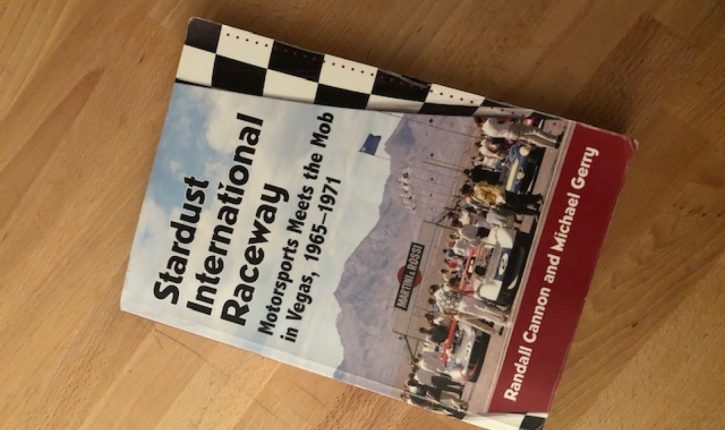 Stardust
International
Raceway
Motorsports Meets the Mob
in Vegas, 1965–1971
MARTINI & ROSSI
Randall Cannon and Michael Gerry